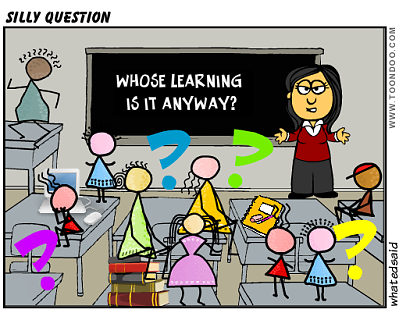 SILLY QUESTION
WHOSE LEARNING
IS IT ANYWAY?
?
?
?
?
WWW.TOONDOO.COM
whatedsaid